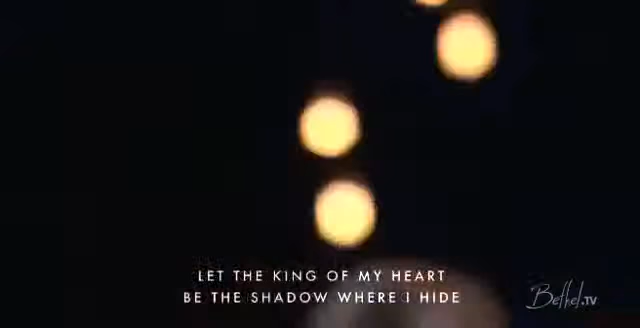 LET THE KING OF MY HEART
BE THE SHADOW WHERE I HIDE
Bethel.TV